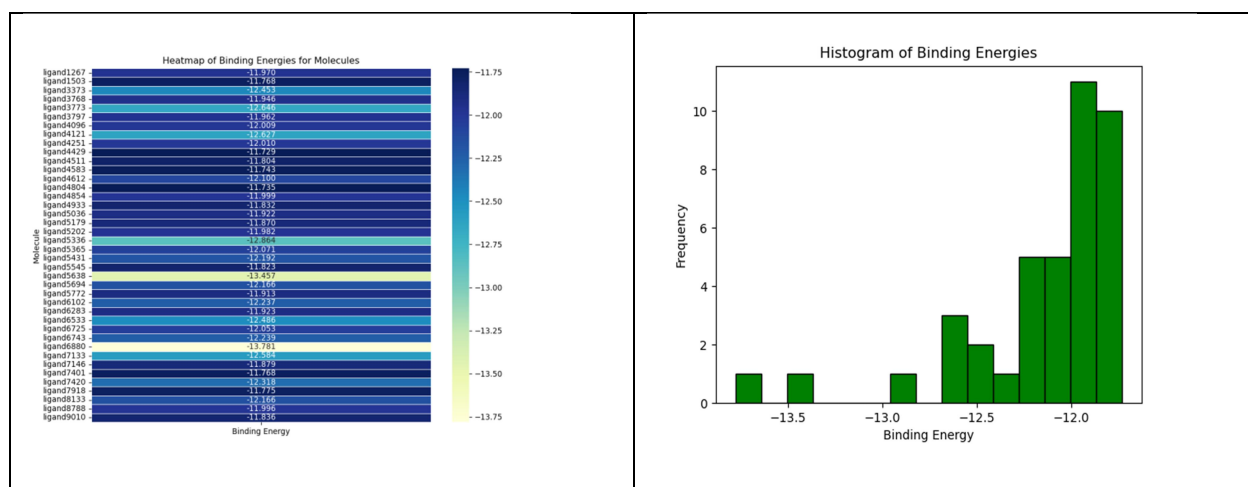 Heatmap of Binding Energies for Molecules
ligand1267 -11.970
ligand1503 -11.768
ligand3373 -12.453
ligand3768 -11.946
ligand3773 -12.646
ligand3797 -11.962
ligand4096 -12.009
ligand4121 -12.627
ligand4251 -12.010
ligand4429 -11.729
ligand4511 -11.804
ligand4583 -11.743
ligand4612 -12.100
ligand4804 -11.735
ligand4854 -11.999
ligand4933 -11.832
ligand5036 -11.922
ligand5179 -11.870
ligand5202 -11.982
ligand5336 -12.864
ligand5365 -12.071
ligand5431 -12.192
ligand5545 -11.823
ligand5638 -13.457
ligand5694 -12.166
ligand5772 -11.913
ligand6102 -12.237
ligand6283 -11.923
ligand6533 -12.486
ligand6725 -12.053
ligand6743 -12.239
ligand6880 -13.781
ligand7133 -12.584
ligand7146 -11.879
ligand7401 -11.768
ligand7420 -12.318
ligand7918 -11.775
ligand8133 -12.166
ligand8788 -11.996
ligand9010 -11.836
Molecule
Binding Energy
−11.75
−12.00
−12.25
−12.50
−12.75
−13.00
−13.25
−13.50
−13.75
Histogram of Binding Energies
Frequency
10
8
6
4
2
0
−13.5 −13.0 −12.5 −12.0
Binding Energy